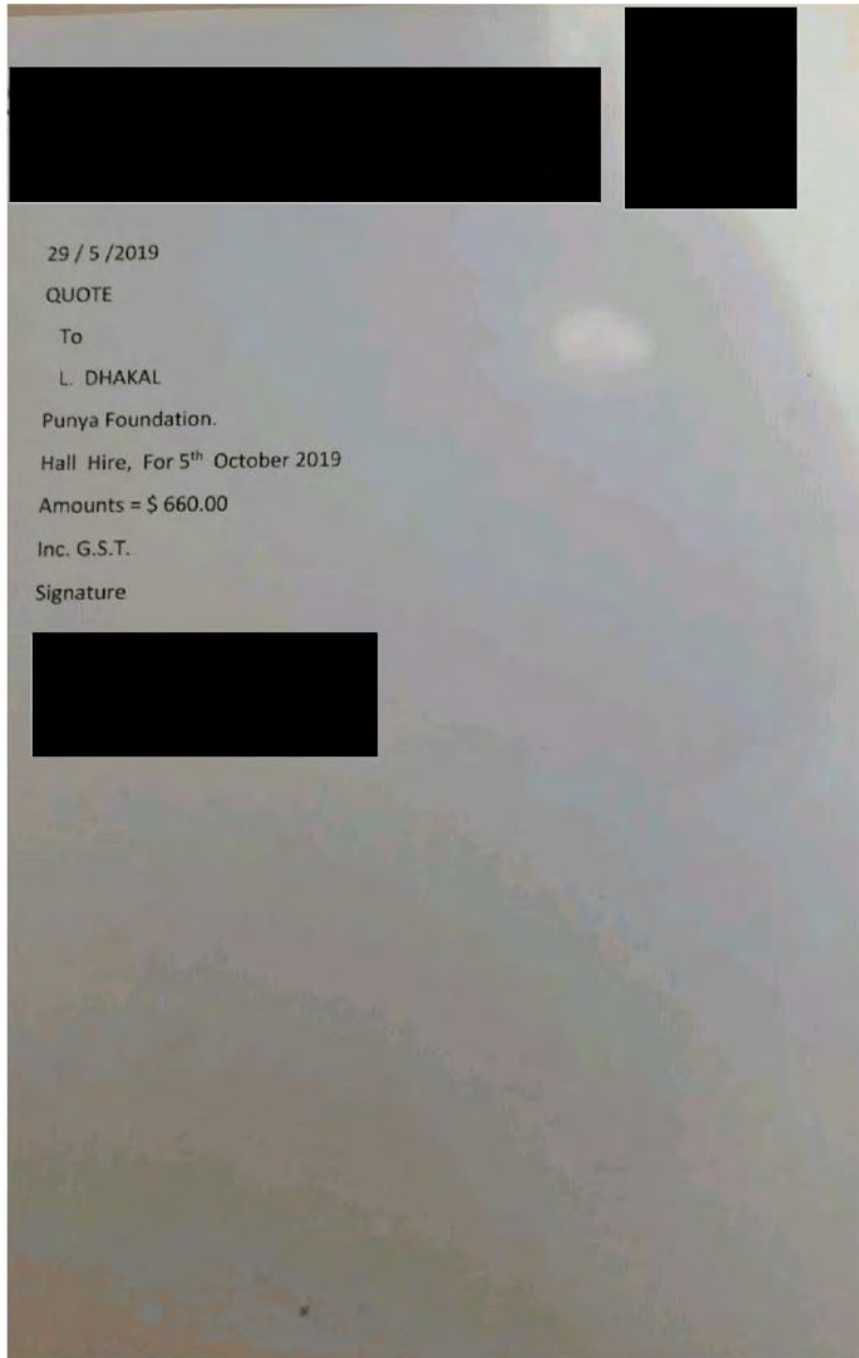 29 / 5 /2019
QUOTE
To
L. DHAKAL
Punya Foundation.
Hall Hire, For 5th October 2019
Amounts = $ 660.00
Inc. G.S.T.
Signature